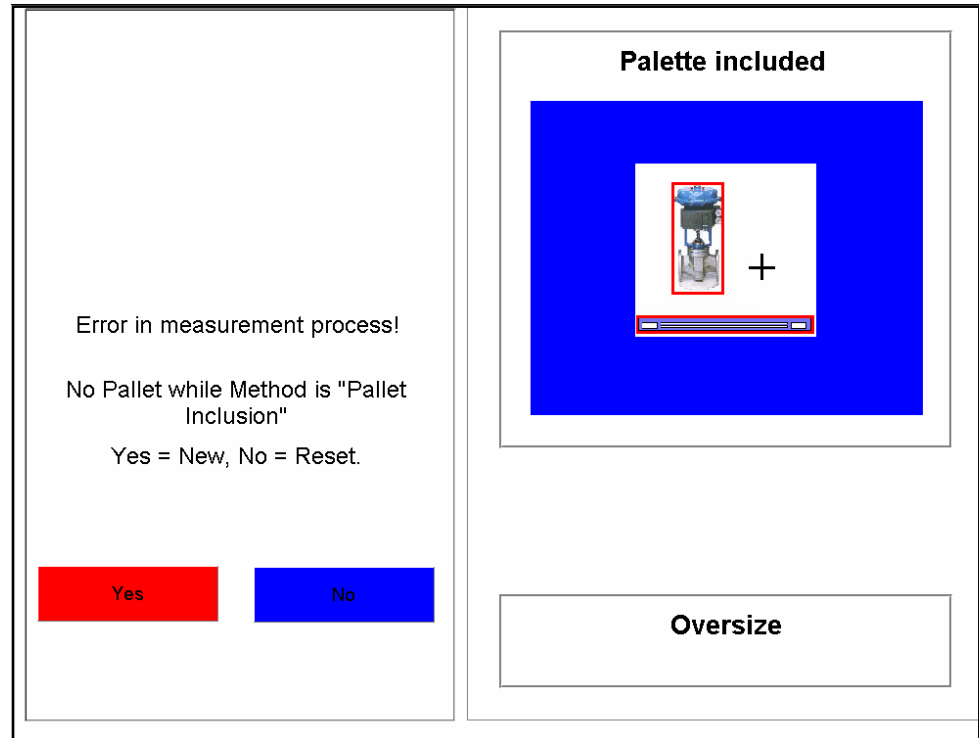 Error in measurement process!
No Pallet while Method is "Pallet
Inclusion"
Yes = New, No = Reset.
Yes
No
Palette included
+
Oversize